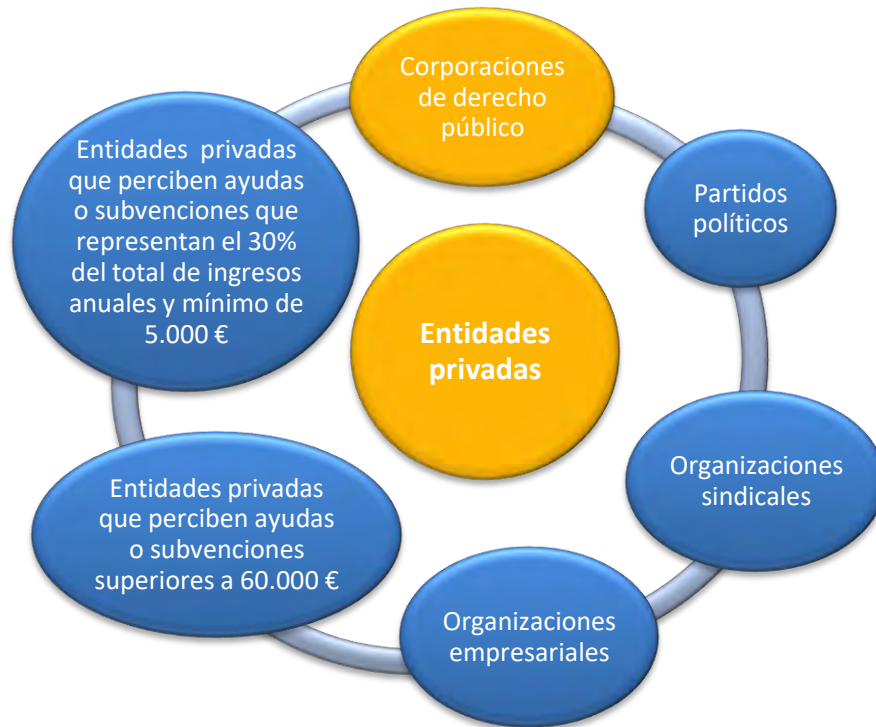 Corporaciones
de derecho
público
Partidos
políticos
Organizaciones
sindicales
Organizaciones
empresariales
Entidades privadas
que perciben ayudas
o subvenciones
superiores a 60.000 €
Entidades privadas
que perciben ayudas
o subvenciones que
representan el 30%
del total de ingresos
anuales y mínimo de
5.000 €
Entidades
privadas